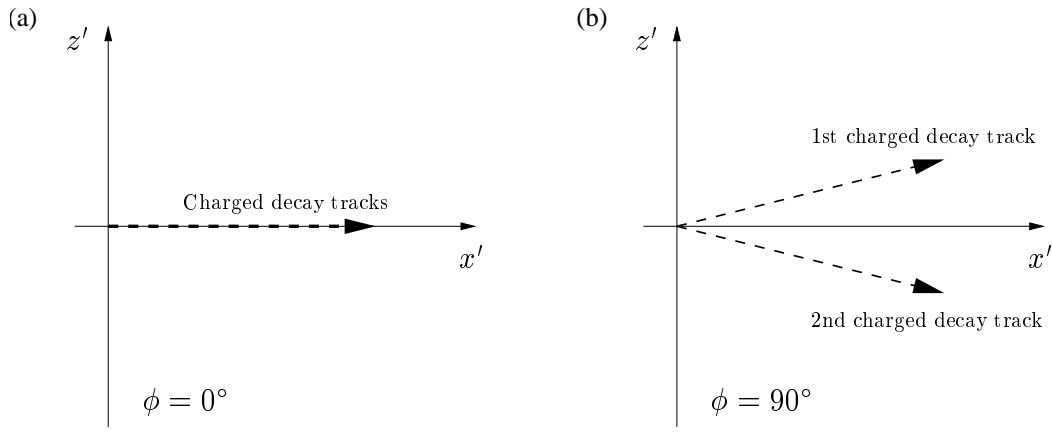 (a)
z′
Charged decay tracks
x′
ϕ = 0°
(b)
z′
1st charged decay track
x′
2nd charged decay track
ϕ = 90°